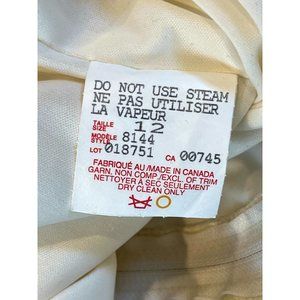 DO NOT USE STEAM
NE PAS UTILISER
LA VAPEUR
TAILLE
SIZE 12
MODÈLE
STYLE 8144
LOT 018751 CA 00745
FABRIQUÉ AU/MADE IN CANADA
GARN. NON COMP./EXCL. OF TRIM
NETTOYER À SEC SEULEMENT
DRY CLEAN ONLY